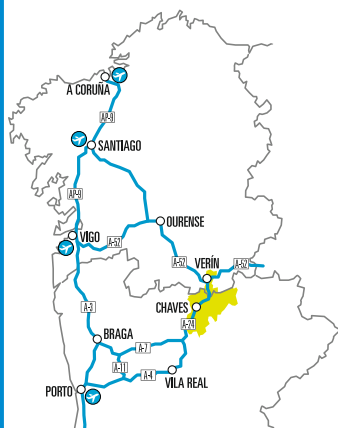 A CORUÑA
AP-9
SANTIAGO
AP-9
OURENSE
VIGO
A-52
A-52
VERÍN
A-52
A-3
CHAVES
A-24
BRAGA
A-7
A-11
A-4
VILA REAL
PORTO